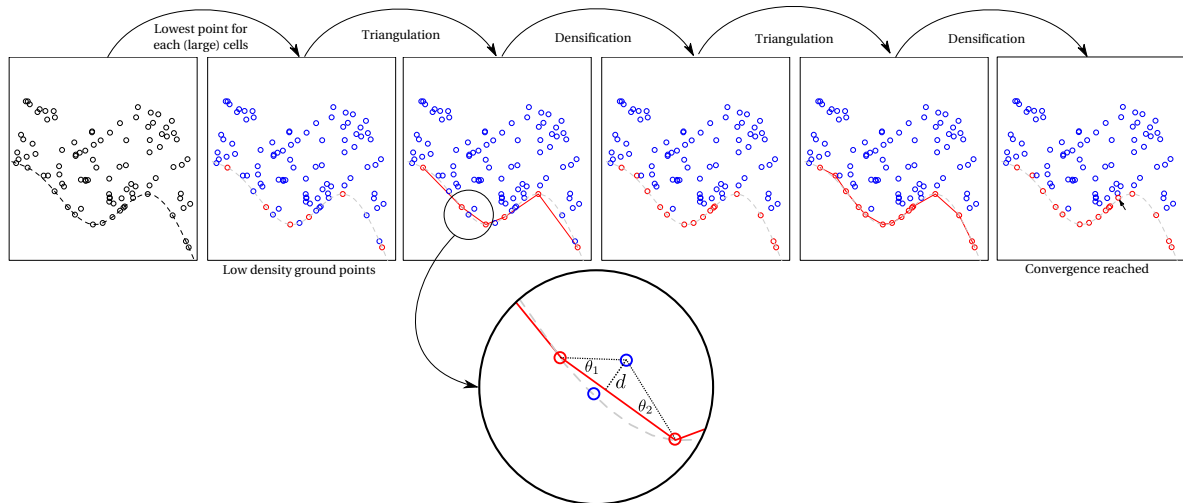 Lowest point for
each (large) cells
Triangulation
Densification
Triangulation
Densification
Low density ground points
Convergence reached
θ1
d
θ2